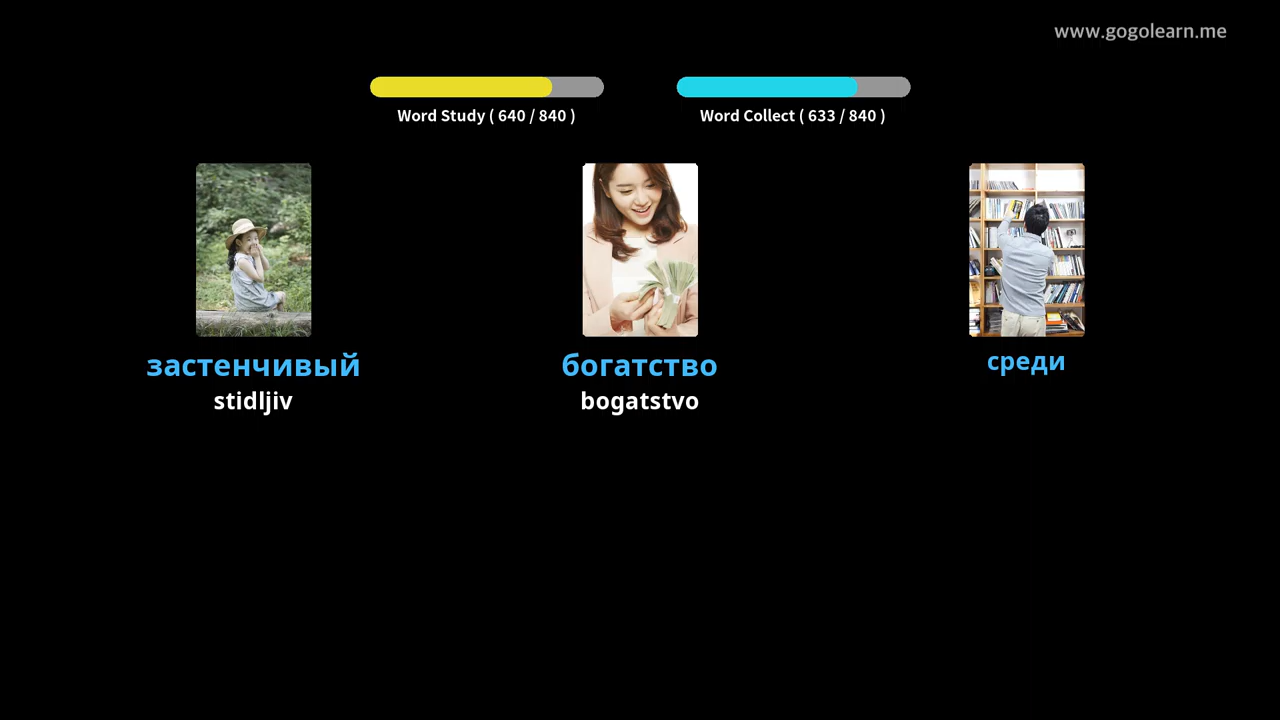 www.gogolearn.me
Word Study ( 640 / 840 )
Word Collect ( 633 / 840 )
застенчивый
stidljiv
богатство
bogatstvo
среди